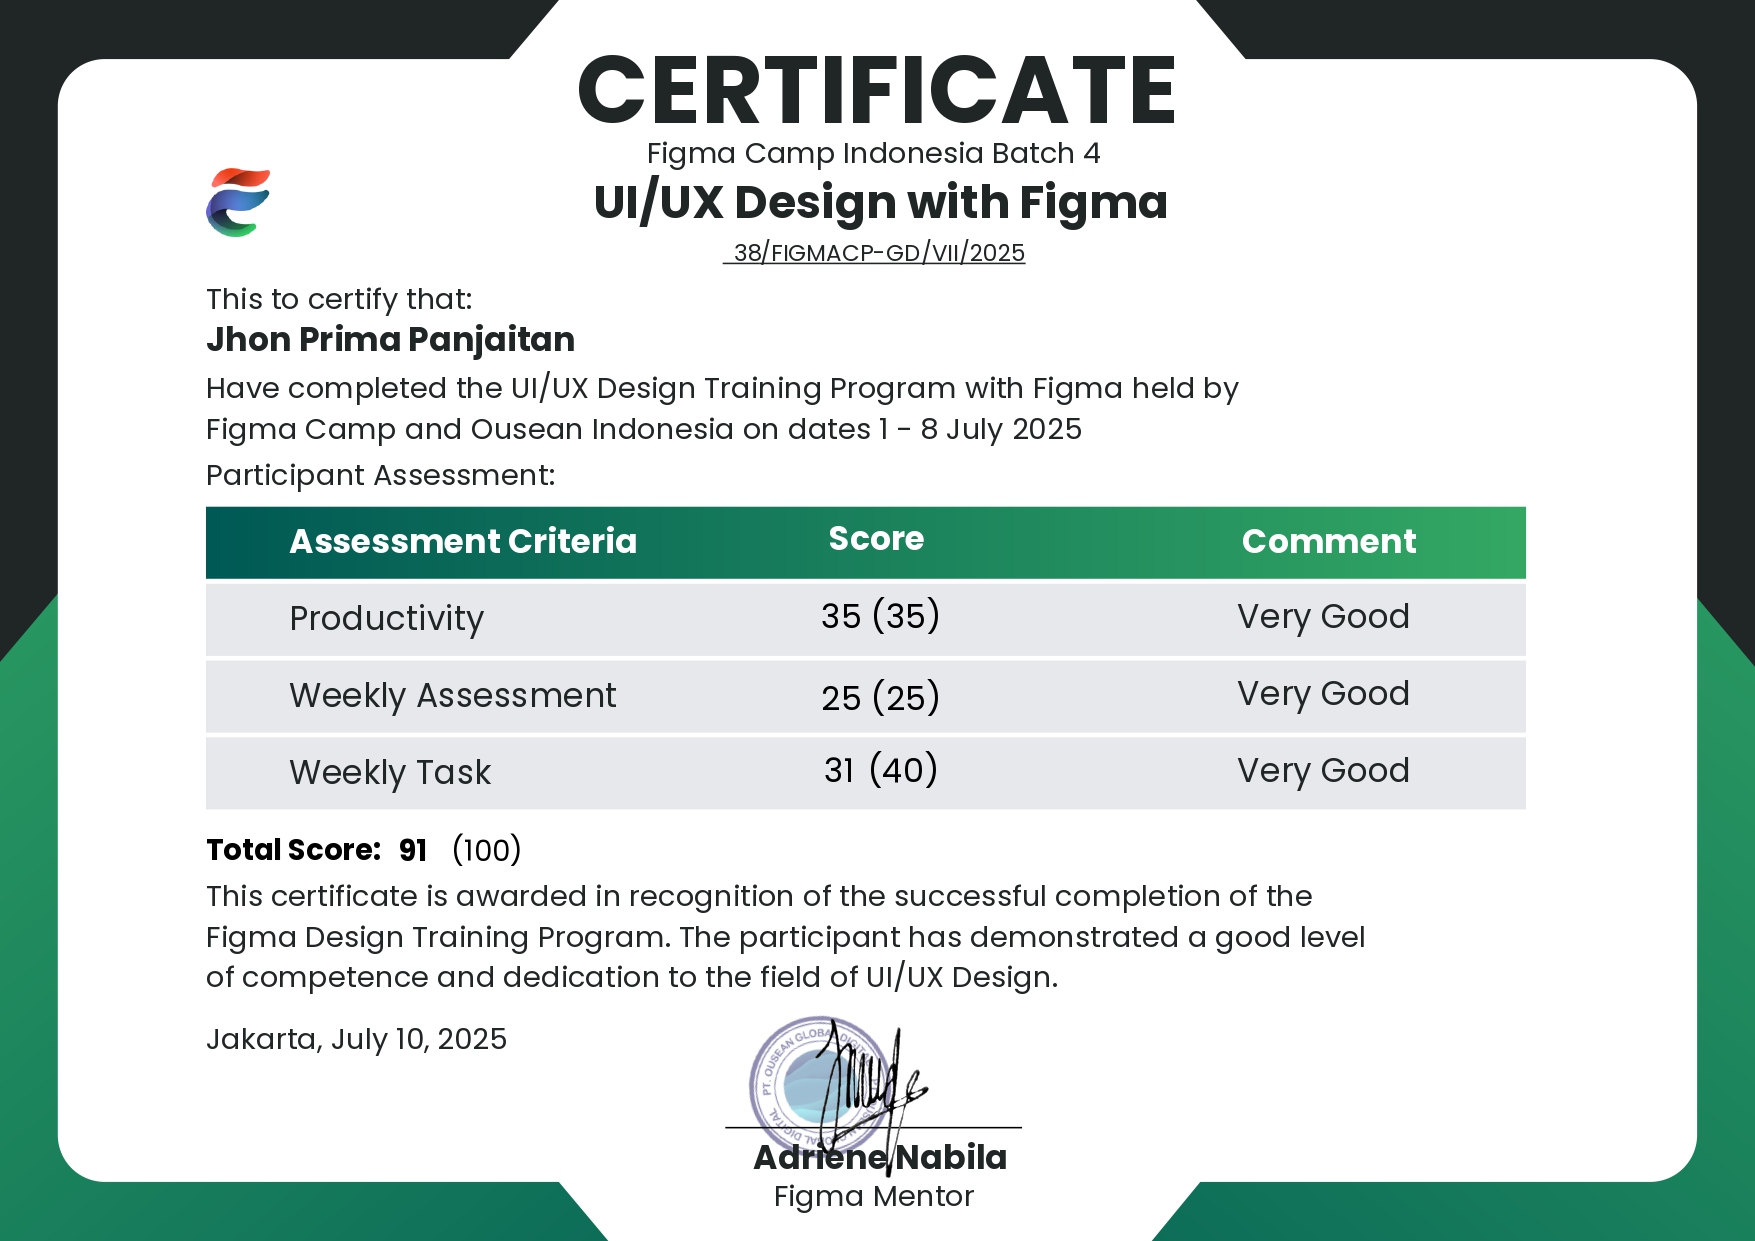 CERTIFICATE
Figma Camp Indonesia Batch 4
UI/UX Design with Figma
38/FIGMACP-GD/VII/2025
This to certify that:
Jhon Prima Panjaitan
Have completed the UI/UX Design Training Program with Figma held by
Figma Camp and Ousean Indonesia on dates 1 - 8 July 2025
Participant Assessment:
Assessment Criteria Score Comment
Productivity 35 (35) Very Good
Weekly Assessment 25 (25) Very Good
Weekly Task 31 (40) Very Good
Total Score: 91 (100)
This certificate is awarded in recognition of the successful completion of the
Figma Design Training Program. The participant has demonstrated a good level
of competence and dedication to the field of UI/UX Design.
Jakarta, July 10, 2025
PT. OUSEAN GLOBAL DIGITAL
Adriene Nabila
Figma Mentor